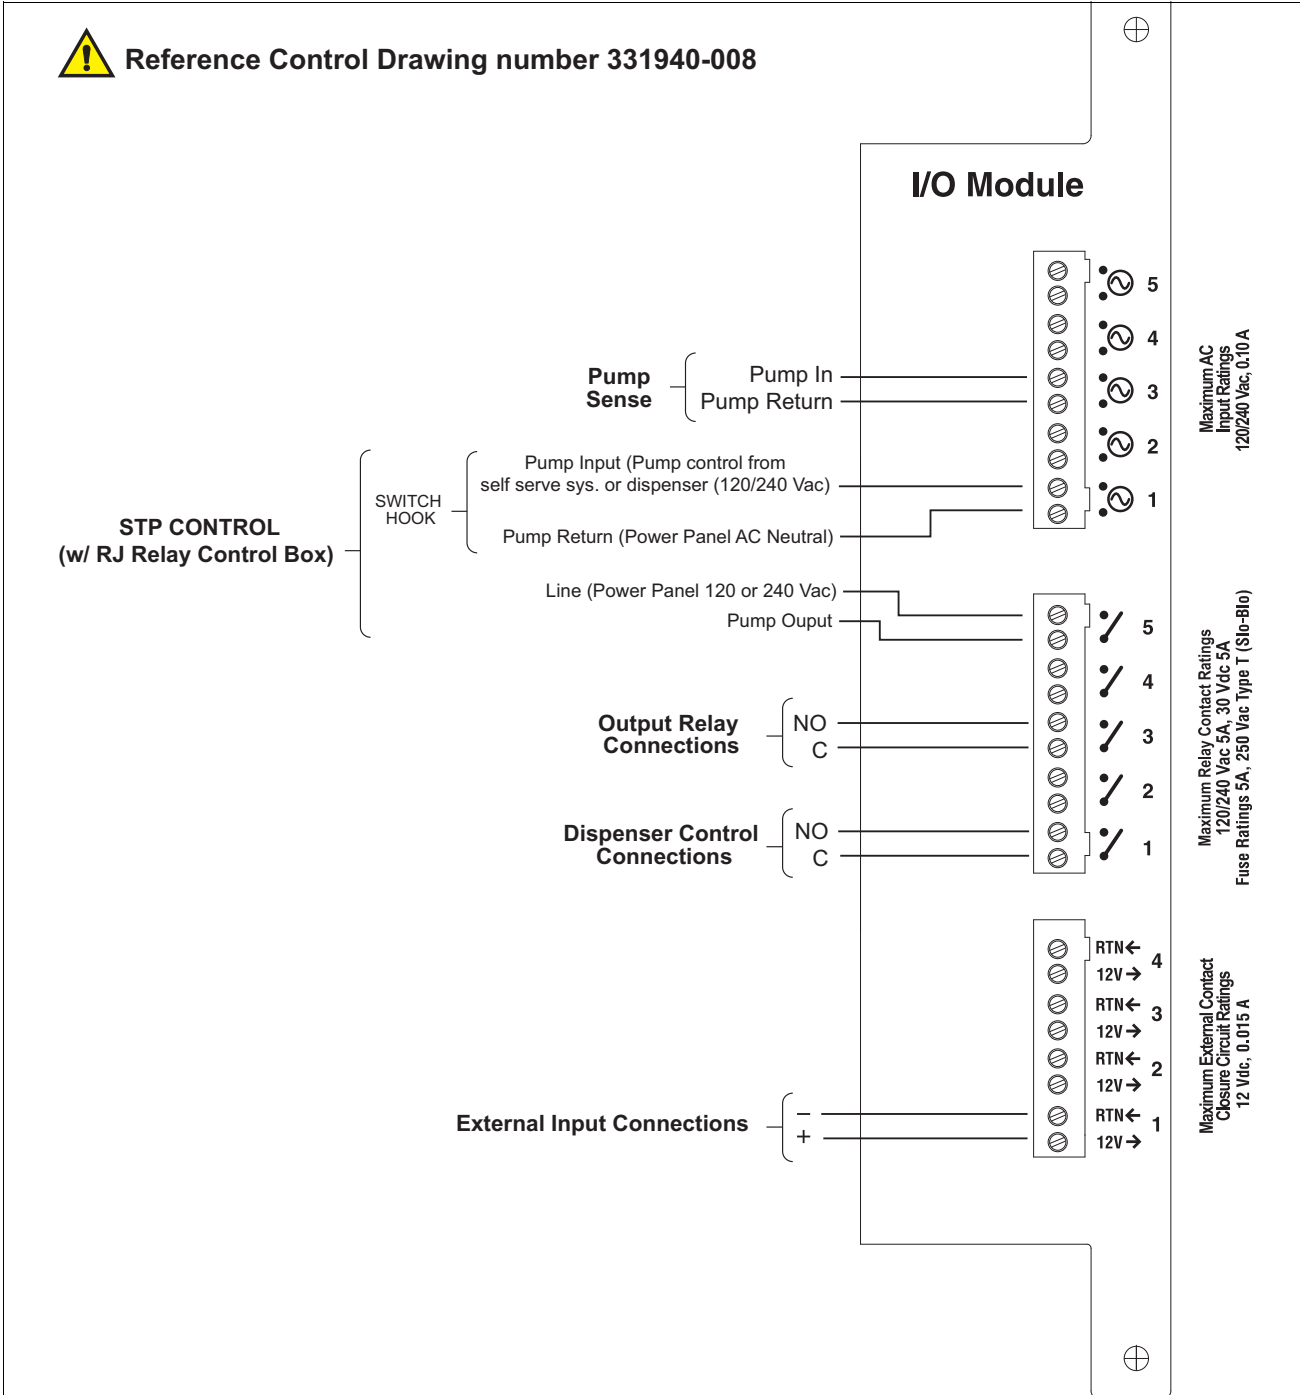 Reference Control Drawing number 331940-008
I/O Module
5
4
3
2
1
Maximum AC
Input Ratings
120/240 Vac, 0.10 A
Pump
Sense
Pump In
Pump Return
STP CONTROL
(w/ RJ Relay Control Box)
SWITCH
HOOK
Pump Input (Pump control from
self serve sys. or dispenser (120/240 Vac)
Pump Return (Power Panel AC Neutral)
Line (Power Panel 120 or 240 Vac)
Pump Ouput
5
4
3
2
1
Maximum Relay Contact Ratings
120/240 Vac 5A, 30 Vdc 5A
Fuse Ratings 5A, 250 Vac Type T (Slo-Blo)
Output Relay
Connections
NO
C
Dispenser Control
Connections
NO
C
RTN←
12V→
4
RTN←
12V→
3
RTN←
12V→
2
RTN←
12V→
1
Maximum External Contact
Closure Circuit Ratings
12 Vdc, 0.015 A
External Input Connections
–
+